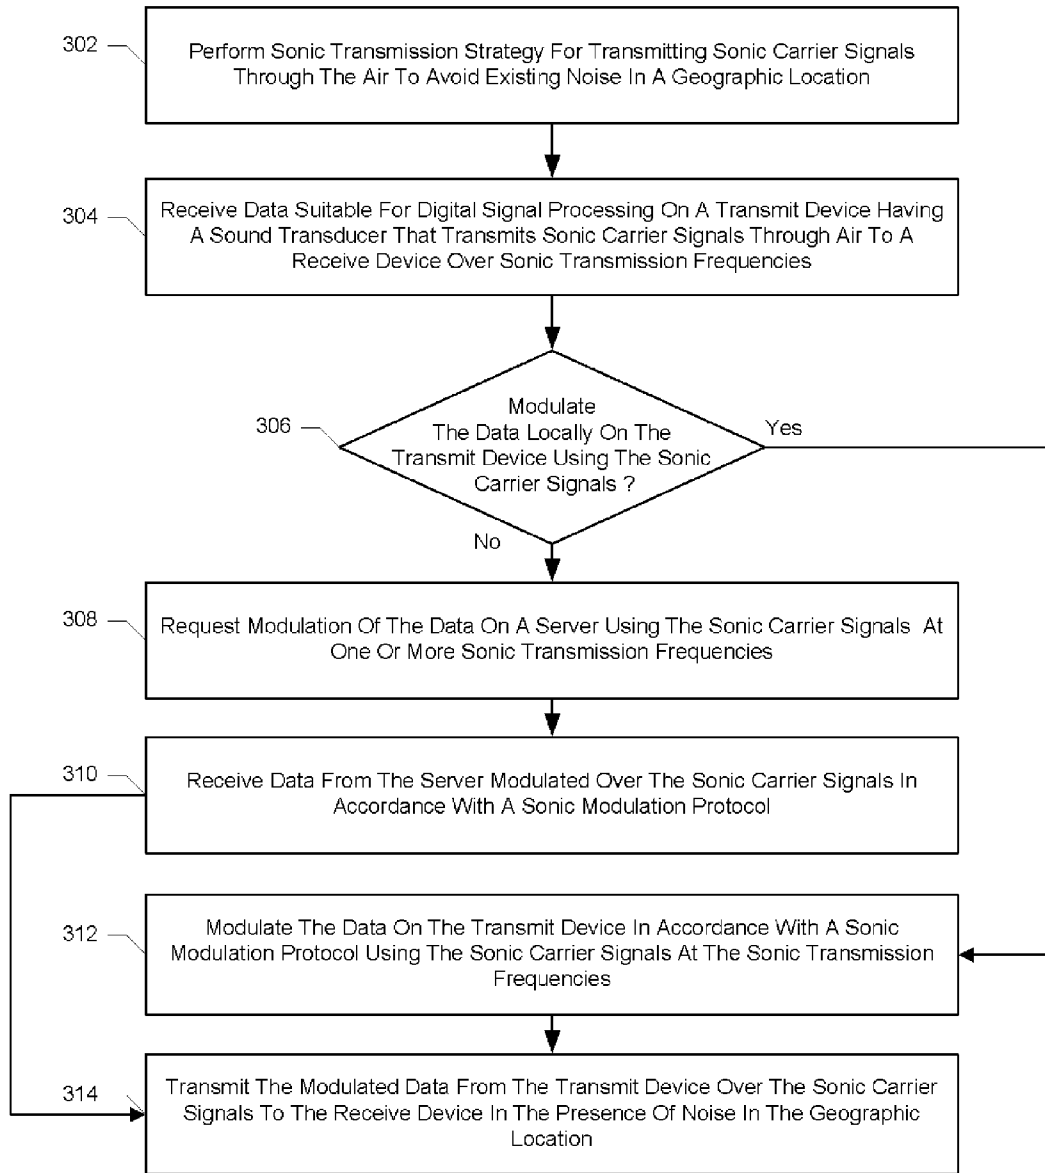 302
Perform Sonic Transmission Strategy For Transmitting Sonic Carrier Signals
Through The Air To Avoid Existing Noise In A Geographic Location
304
Receive Data Suitable For Digital Signal Processing On A Transmit Device Having
A Sound Transducer That Transmits Sonic Carrier Signals Through Air To A
Receive Device Over Sonic Transmission Frequencies
306
Modulate
The Data Locally On The
Transmit Device Using The Sonic
Carrier Signals ?
Yes
No
308
Request Modulation Of The Data On A Server Using The Sonic Carrier Signals At
One Or More Sonic Transmission Frequencies
310
Receive Data From The Server Modulated Over The Sonic Carrier Signals In
Accordance With A Sonic Modulation Protocol
312
Modulate The Data On The Transmit Device In Accordance With A Sonic
Modulation Protocol Using The Sonic Carrier Signals At The Sonic Transmission
Frequencies
314
Transmit The Modulated Data From The Transmit Device Over The Sonic Carrier
Signals To The Receive Device In The Presence Of Noise In The Geographic
Location